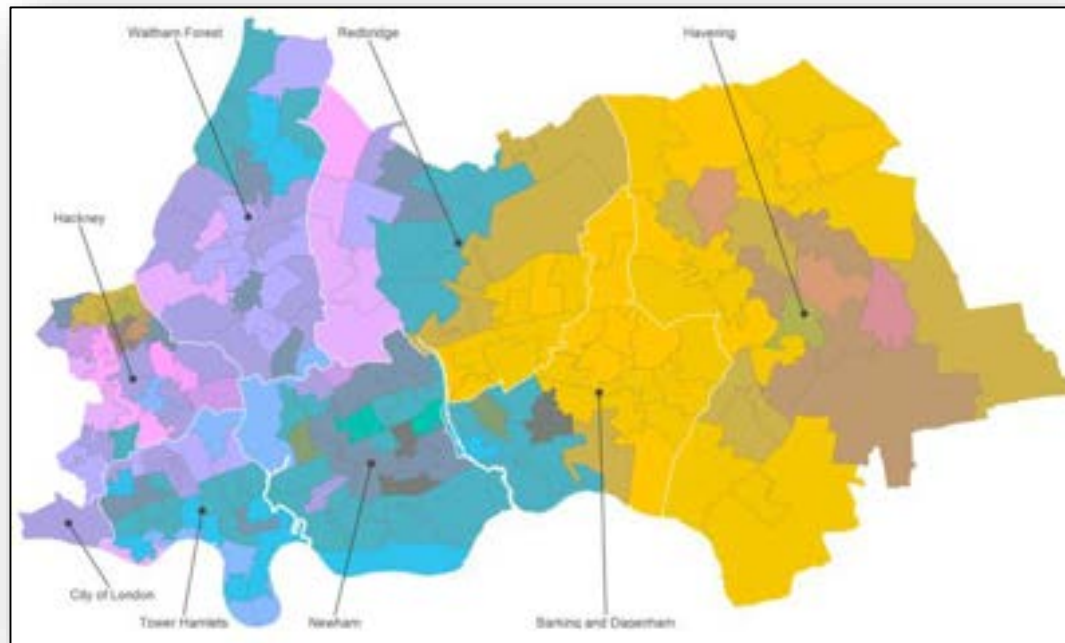 Waltham Forest
Redbridge
Havering
Hackney
City of London
Tower Hamlets
Newham
Barking and Dagenham